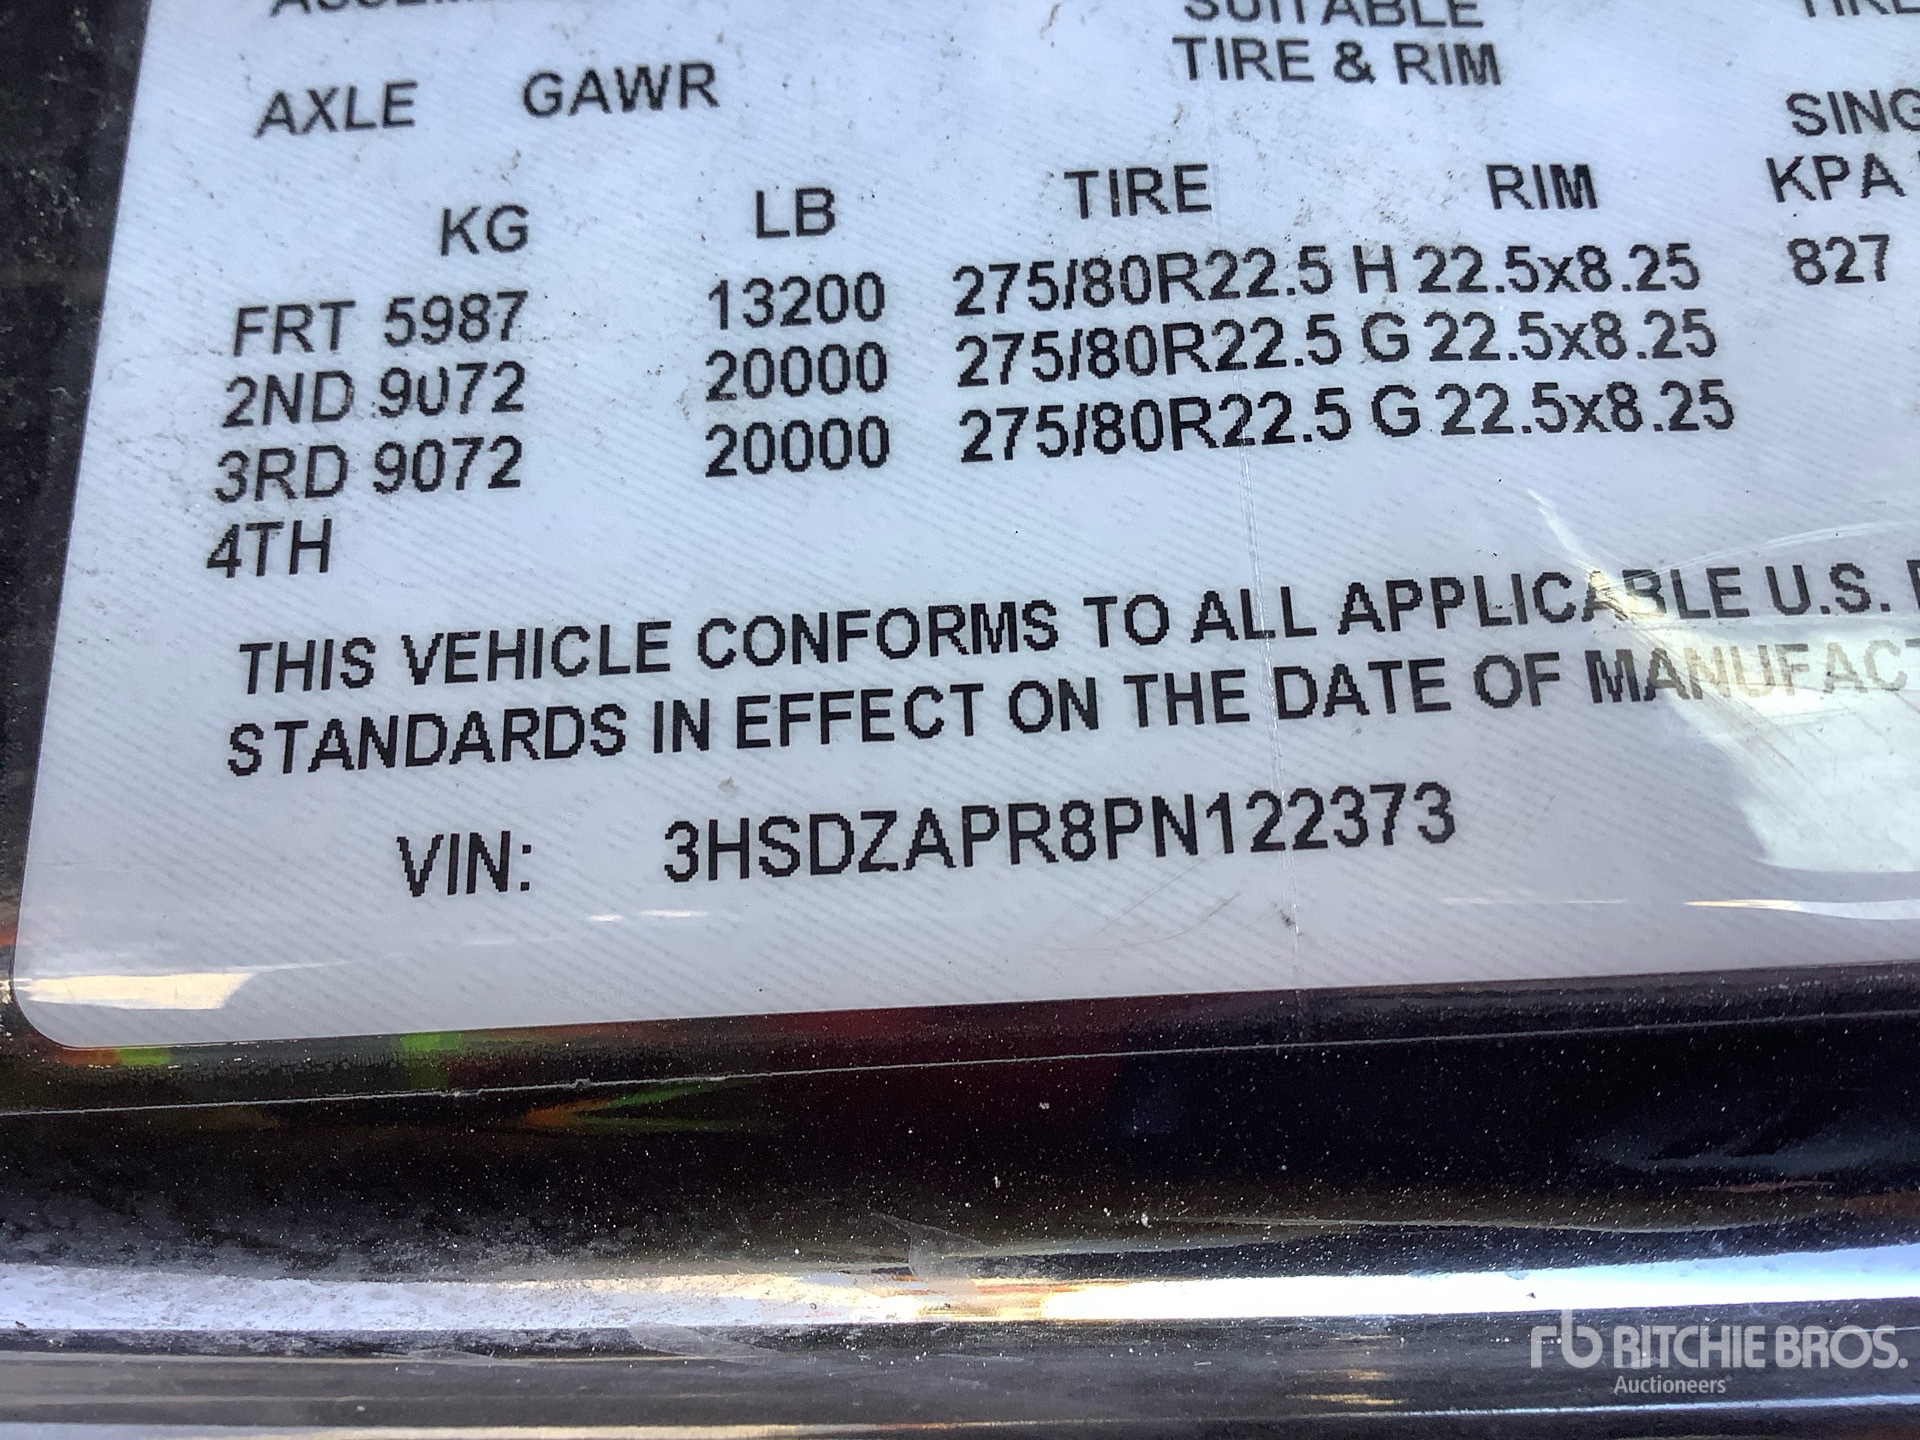 SUITABLE
TIRE & RIM
AXLE GAWR
KG LB TIRE RIM KPA
FRT 5987 13200 275/80R22.5 H 22.5x8.25 827
2ND 9072 20000 275/80R22.5 G 22.5x8.25
3RD 9072 20000 275/80R22.5 G 22.5x8.25
4TH
THIS VEHICLE CONFORMS TO ALL APPLICABLE U.S.
STANDARDS IN EFFECT ON THE DATE OF MANUFACT
VIN: 3HSDZAPR8PN122373
rb RITCHIE BROS.
Auctioneers